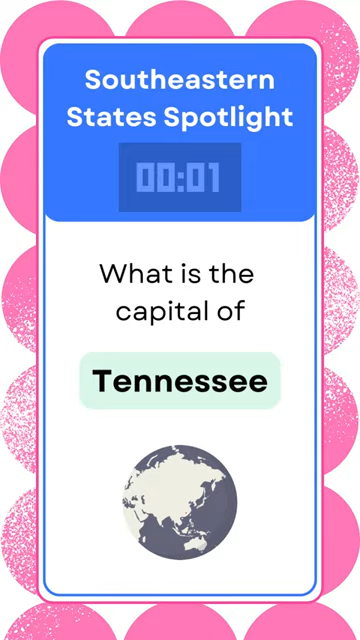 Southeastern
States Spotlight
00:01
What is the
capital of
Tennessee